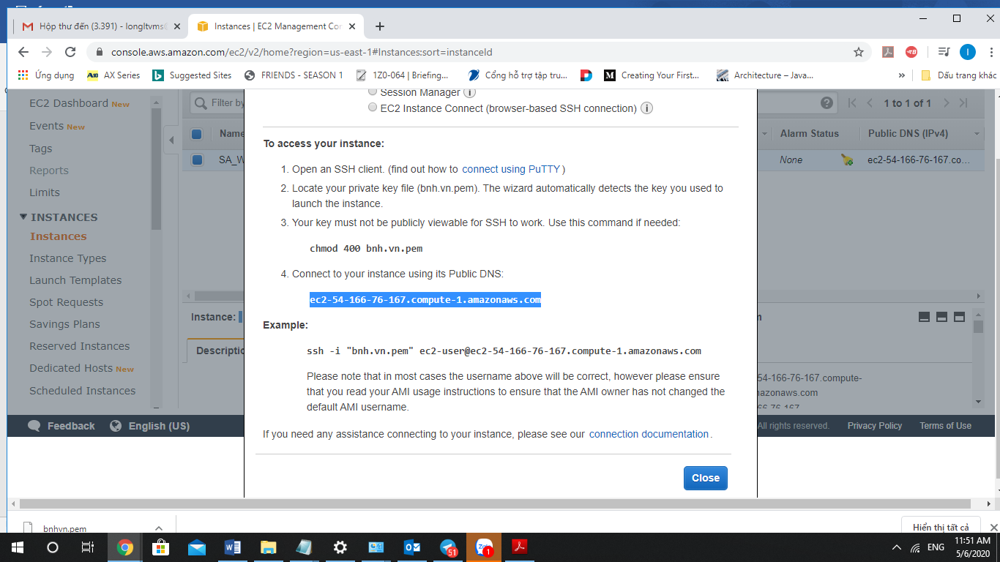 Hộp thư đến (3.391) - longltvms@
Instances | EC2 Management Con
console.aws.amazon.com/ec2/v2/home?region=us-east-1#Instances:sort=instanceId
Ứng dụng
AX Series
Suggested Sites
FRIENDS - SEASON 1
1Z0-064 | Briefing...
Cổng hỗ trợ tập tru...
Creating Your First...
Architecture – Java...
»
Dấu trang khác
EC2 Dashboard New
Events New
Tags
Reports
Limits
INSTANCES
Instances
Instance Types
Launch Templates
Spot Requests
Savings Plans
Reserved Instances
Dedicated Hosts New
Scheduled Instances
Filter by
1 to 1 of 1
Name
Alarm Status
Public DNS (IPv4)
SA_W
None
ec2-54-166-76-167.co...
Session Manager
EC2 Instance Connect (browser-based SSH connection)
To access your instance:
1. Open an SSH client. (find out how to connect using PuTTY)
2. Locate your private key file (bnh.vn.pem). The wizard automatically detects the key you used to
launch the instance.
3. Your key must not be publicly viewable for SSH to work. Use this command if needed:
chmod 400 bnh.vn.pem
4. Connect to your instance using its Public DNS:
ec2-54-166-76-167.compute-1.amazonaws.com
Example:
ssh -i "bnh.vn.pem" ec2-user@ec2-54-166-76-167.compute-1.amazonaws.com
Please note that in most cases the username above will be correct, however please ensure
that you read your AMI usage instructions to ensure that the AMI owner has not changed the
default AMI username.
If you need any assistance connecting to your instance, please see our connection documentation.
Close
Instance:
Descriptio
54-166-76-167.compute-
nazonaws.com
Feedback
English (US)
All rights reserved.
Privacy Policy
Terms of Use
bnhvn.pem
Hiển thị tất cả
51
1
ENG
11:51 AM
5/6/2020